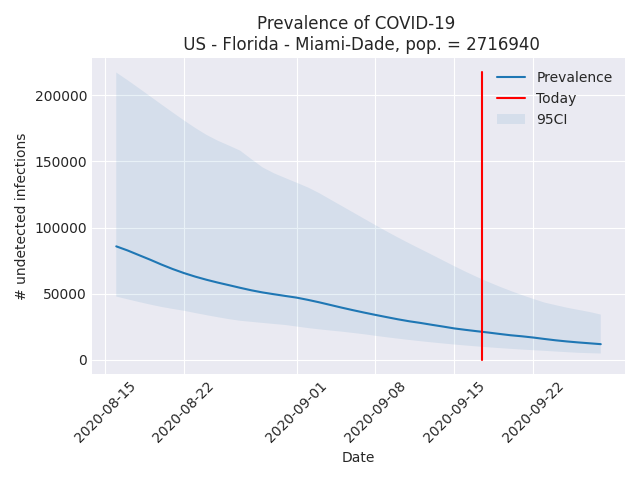 Prevalence of COVID-19
US - Florida - Miami-Dade, pop. = 2716940
Prevalence
Today
95CI
200000
150000
100000
50000
0
# undetected infections
2020-08-15
2020-08-22
2020-09-01
2020-09-08
2020-09-15
2020-09-22
Date